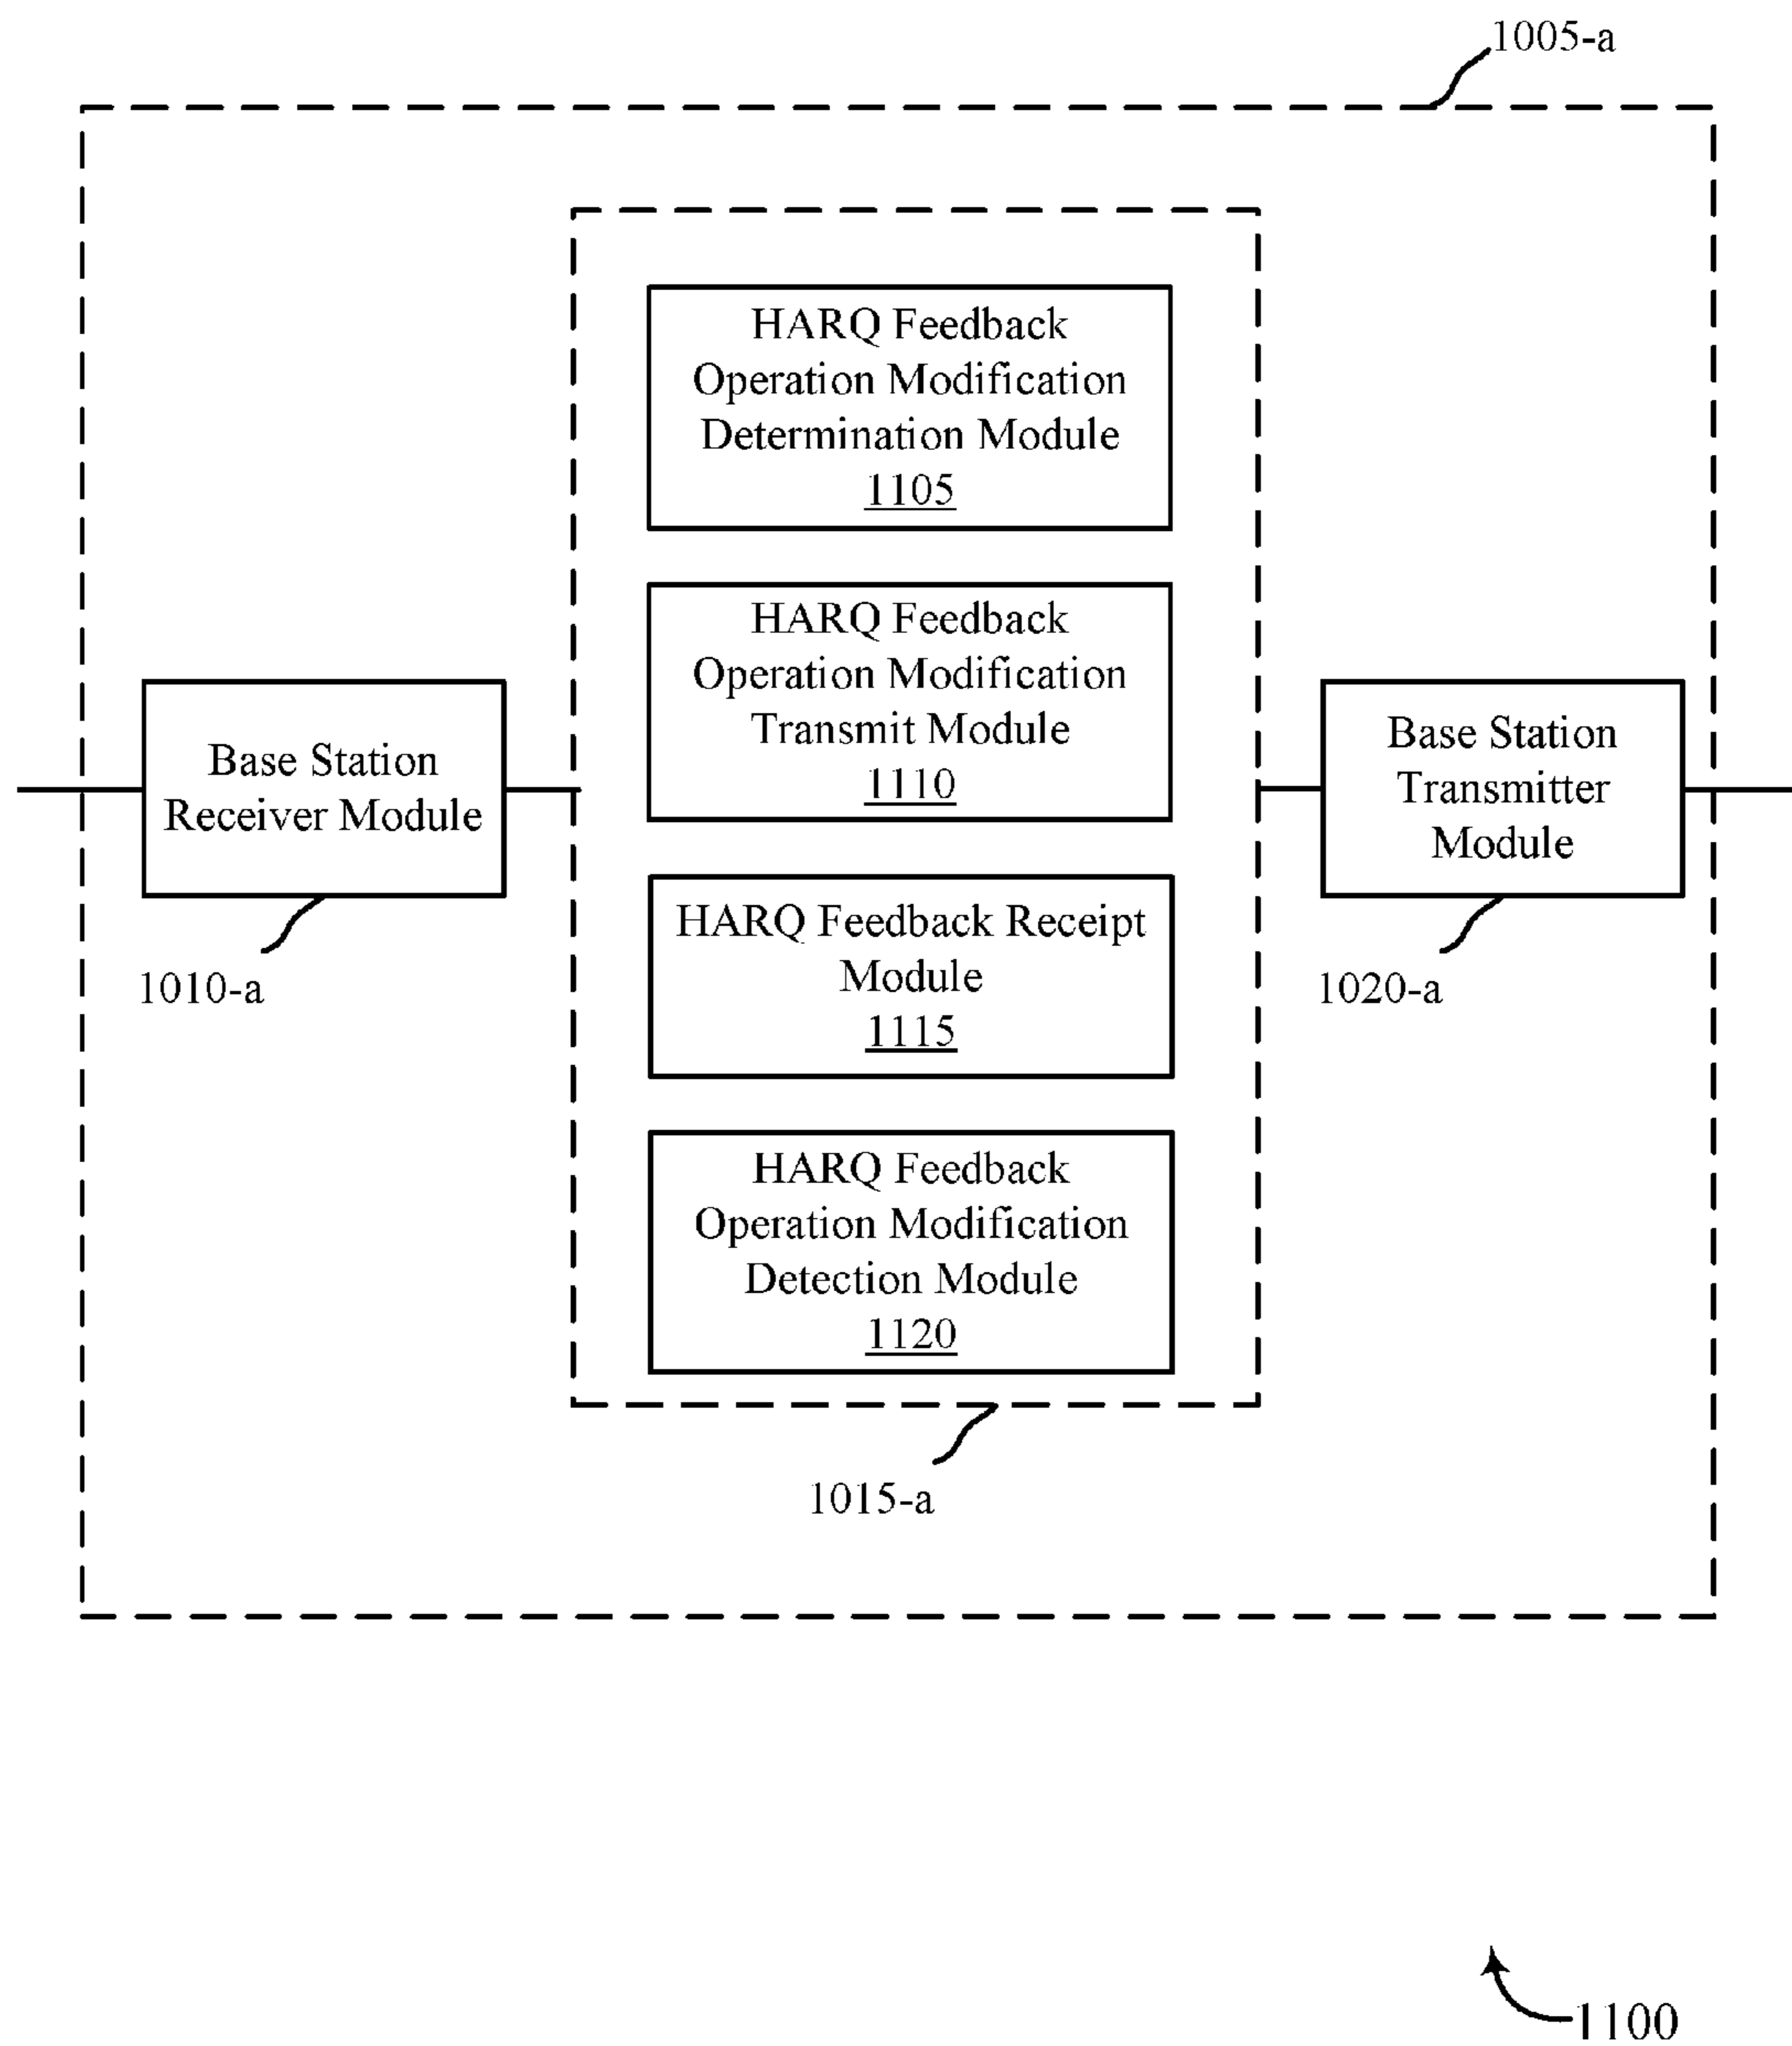 1005-a
HARQ Feedback
Operation Modification
Determination Module
1105
HARQ Feedback
Operation Modification
Transmit Module
1110
Base Station
Receiver Module
1010-a
Base Station
Transmitter
Module
1020-a
HARQ Feedback Receipt
Module
1115
HARQ Feedback
Operation Modification
Detection Module
1120
1015-a
1100